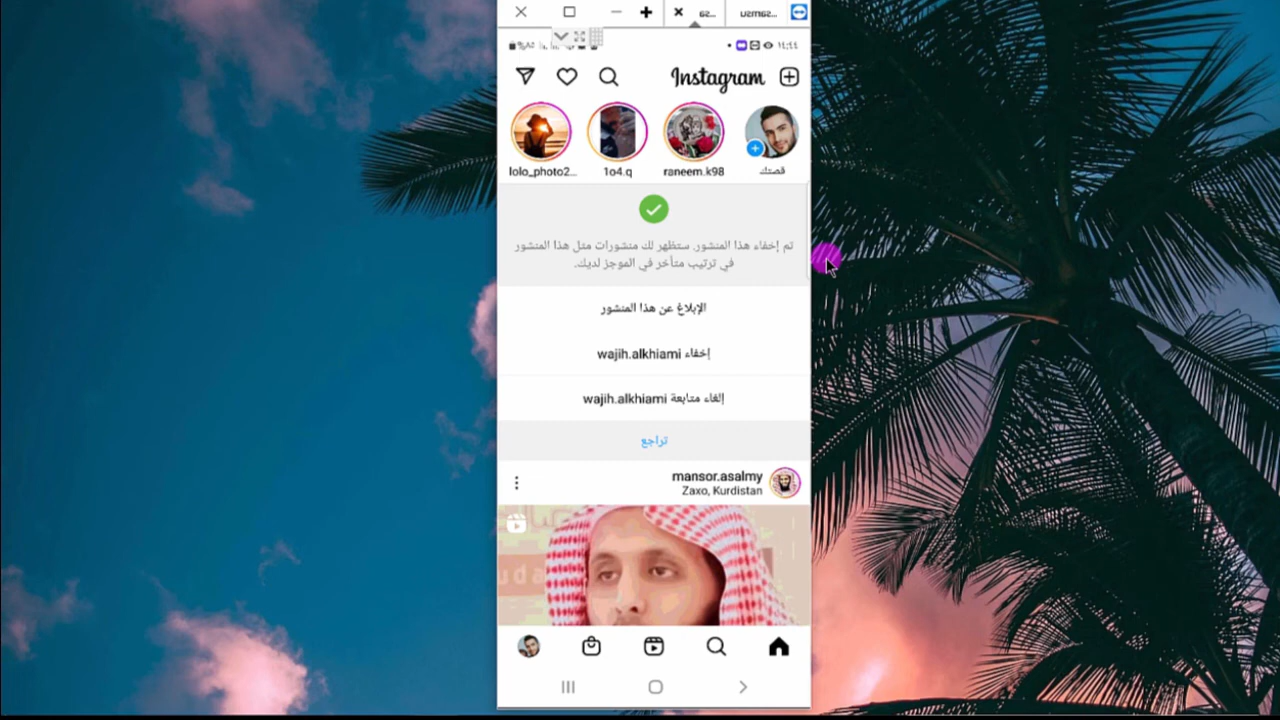 Instagram
قصتك
raneem.k98
1o4.q
lolo_photo2...
تم إخفاء هذا المنشور. ستظهر لك منشورات مثل هذا المنشور
في ترتيب متأخر في الموجز لديك.
الإبلاغ عن هذا المنشور
إخفاء wajih.alkhiami
إلغاء متابعة wajih.alkhiami
تراجع
mansor.asalmy
Zaxo, Kurdistan